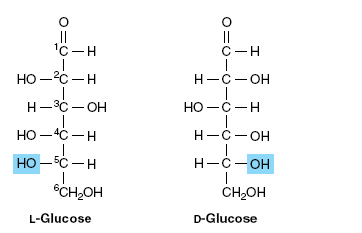 O O
¹C — H C — H
HO — ²C — H H — C — OH
H — ³C — OH HO — C — H
HO — ⁴C — H H — C — OH
HO — ⁵C — H H — C — OH
⁶CH₂OH CH₂OH
L-Glucose D-Glucose